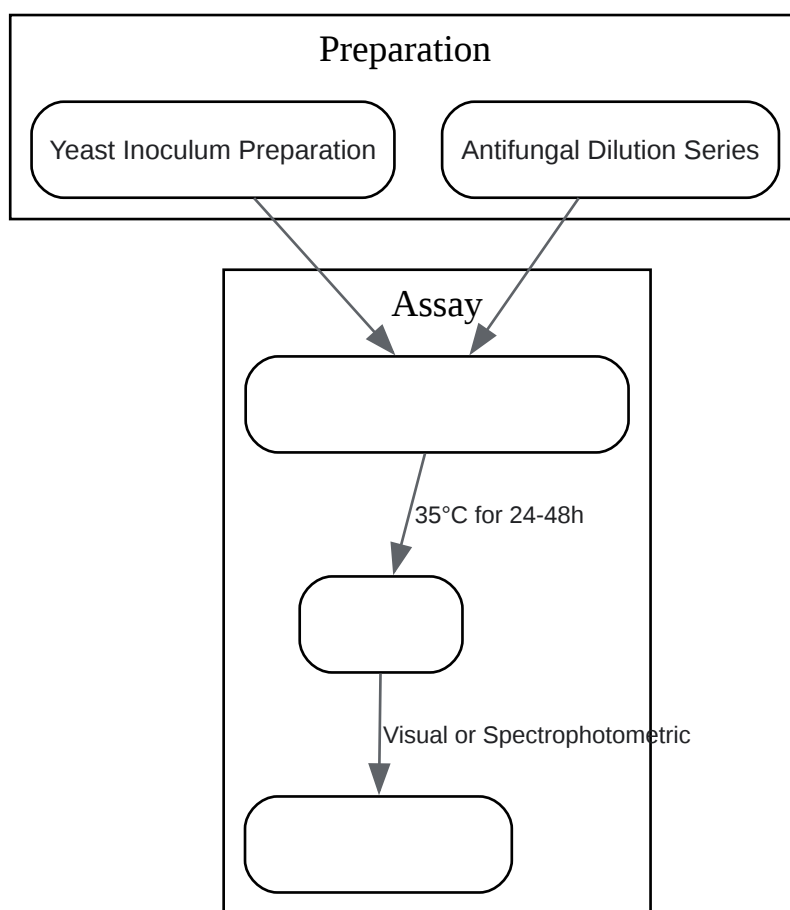 Preparation
Yeast Inoculum Preparation
Antifungal Dilution Series
Assay
35°C for 24-48h
Visual or Spectrophotometric